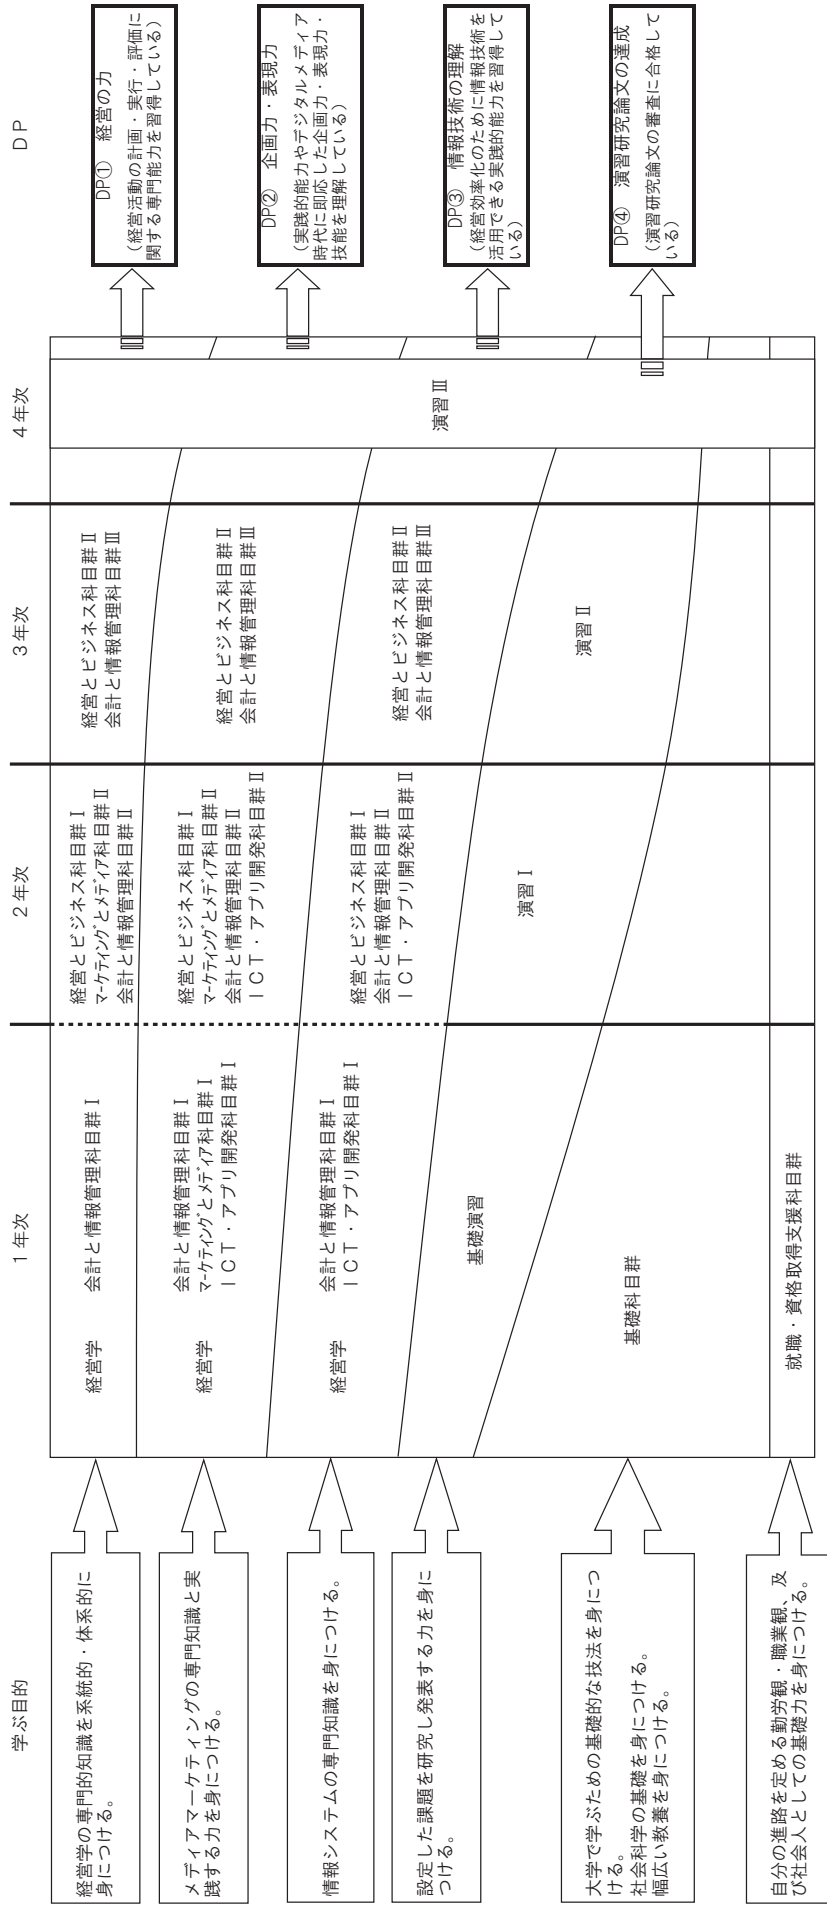 学ぶ目的
1年次
2年次
3年次
4年次
DP
経営学の専門的知識を系統的・体系的に
身につける。
メディアマーケティングの専門知識と実
践する力を身につける。
情報システムの専門知識を身につける。
設定した課題を研究し発表する力を身に
つける。
大学で学ぶための基礎的な技法を身につ
ける。
社会科学の基礎を身につける。
幅広い教養を身につける。
自分の進路を定める勤労観・職業観、及
び社会人としての基礎力を身につける。
経営学
会計と情報管理科目群Ⅰ
経営学
会計と情報管理科目群Ⅰ
マーケティングとメディア科目群Ⅰ
ICT・アプリ開発科目群Ⅰ
経営学
会計と情報管理科目群Ⅰ
ICT・アプリ開発科目群Ⅰ
基礎演習
基礎科目群
就職・資格取得支援科目群
経営とビジネス科目群Ⅰ
マーケティングとメディア科目群Ⅱ
会計と情報管理科目群Ⅱ
経営とビジネス科目群Ⅰ
マーケティングとメディア科目群Ⅱ
会計と情報管理科目群Ⅱ
ICT・アプリ開発科目群Ⅱ
経営とビジネス科目群Ⅰ
会計と情報管理科目群Ⅱ
ICT・アプリ開発科目群Ⅱ
演習Ⅰ
経営とビジネス科目群Ⅱ
会計と情報管理科目群Ⅲ
経営とビジネス科目群Ⅱ
会計と情報管理科目群Ⅲ
経営とビジネス科目群Ⅱ
会計と情報管理科目群Ⅲ
演習Ⅱ
演習Ⅲ
DP① 経営の力
（経営活動の計画・実行・評価に
関する専門能力を習得している）
DP② 企画力・表現力
（実践的能力やデジタルメディア
時代に即応した企画力・表現力・
技能を理解している）
DP③ 情報技術の理解
（経営効率化のために情報技術を
活用できる実践的能力を習得して
いる）
DP④ 演習研究論文の達成
（演習研究論文の審査に合格して
いる）